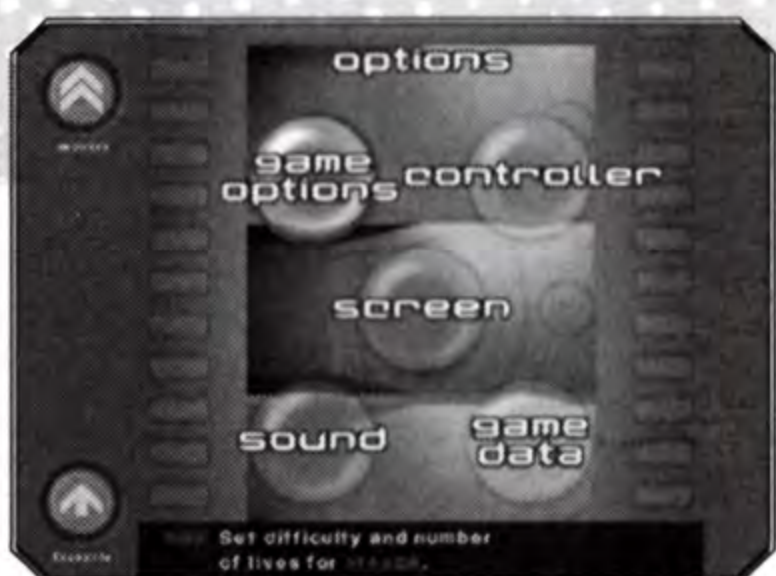 options
game
options
controller
screen
sound
game
data
Set difficulty and number
of lives for